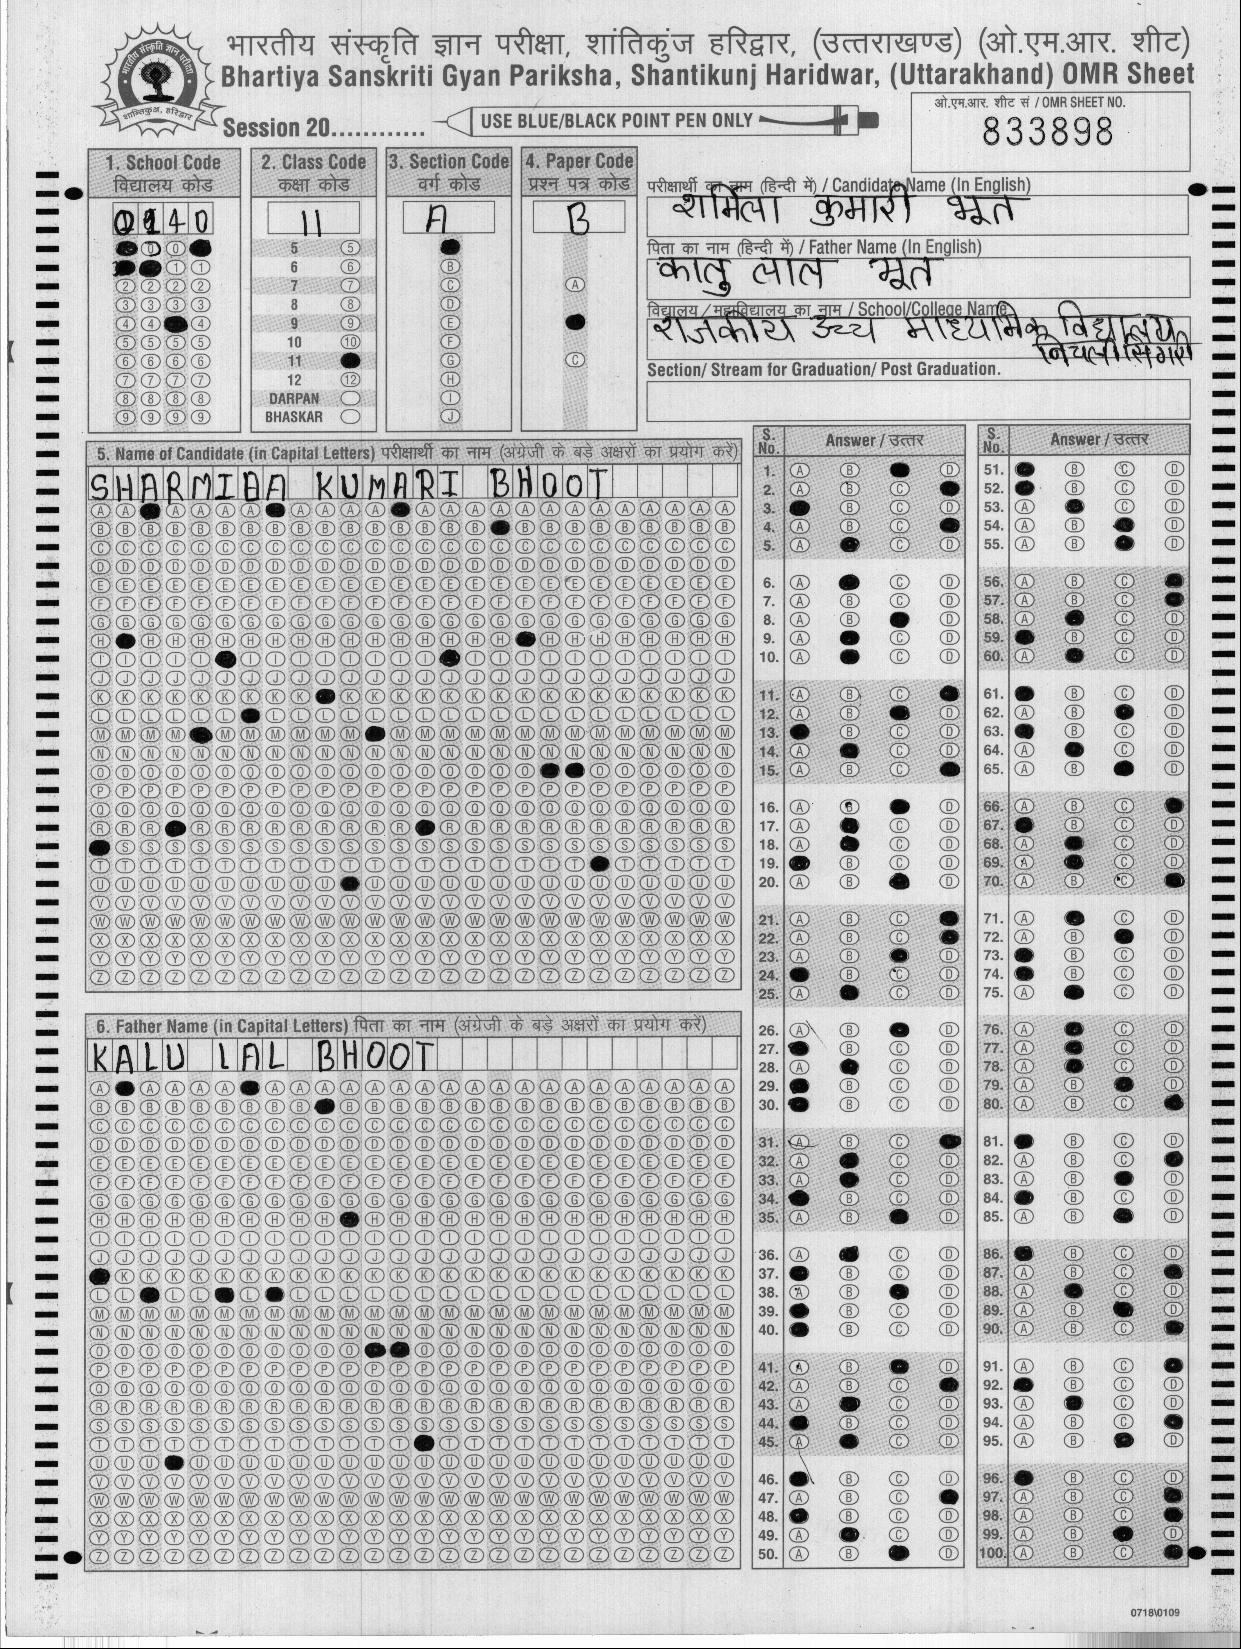 भारतीय संस्कृति ज्ञान परीक्षा, शांतिकुंज हरिद्वार, (उत्तराखण्ड) (ओ.एम.आर. शीट)
Bhartiya Sanskriti Gyan Pariksha, Shantikunj Haridwar, (Uttarakhand) OMR Sheet
Session 20............
USE BLUE/BLACK POINT PEN ONLY
ओ.एम.आर. शीट सं / OMR SHEET NO.
833898
1. School Code
विद्यालय कोड
40
2. Class Code
कक्षा कोड
11
5 6 7 8 9 10 11 12
DARPAN
BHASKAR
3. Section Code
वर्ग कोड
A
4. Paper Code
प्रश्न पत्र कोड
B
परीक्षार्थी का नाम (हिन्दी में) / Candidate Name (In English)
शर्मिला कुमारी भूत
पिता का नाम (हिन्दी में) / Father Name (In English)
कालु लाल भूत
विद्यालय / महाविद्यालय का नाम / School/College Name
राजकीय उच्च माध्यमिक विद्यालय
Section/ Stream for Graduation/ Post Graduation.
5. Name of Candidate (in Capital Letters) परीक्षार्थी का नाम (अंग्रेजी के बड़े अक्षरों का प्रयोग करें)
KUMARI BHOOT
6. Father Name (in Capital Letters) पिता का नाम (अंग्रेजी के बड़े अक्षरों का प्रयोग करें)
KALU LAL BHOOT
S. No. Answer / उत्तर
S. No. Answer / उत्तर
0718\0109